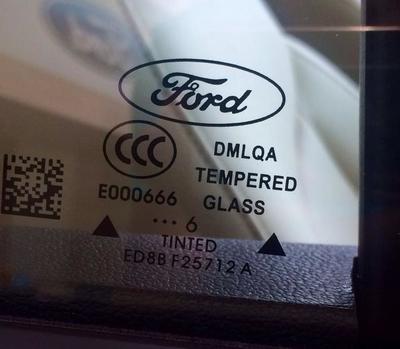 Ford
CCC DMLQA
TEMPERED
E000666 GLASS
••• 6
TINTED
ED8B F25712 A